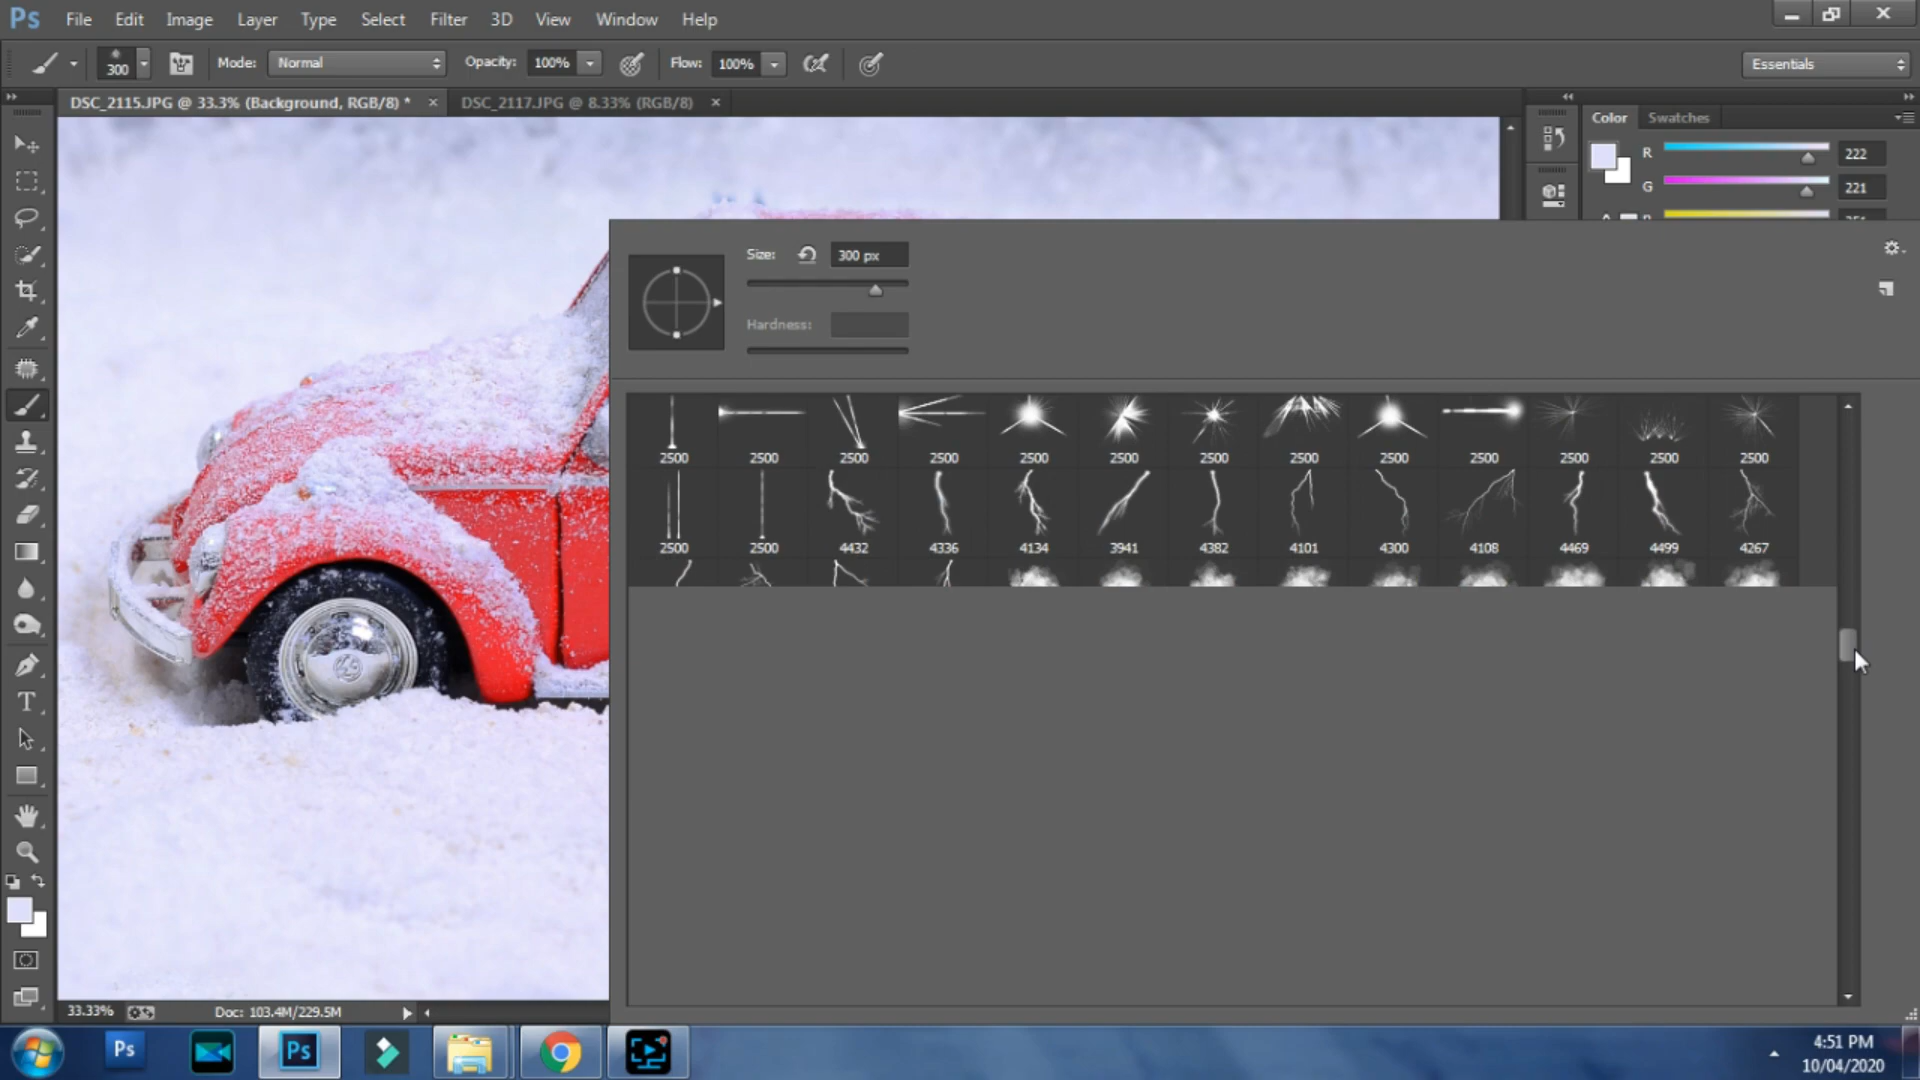 Ps File Edit Image Layer Type Select Filter 3D View Window Help
300 Mode: Normal Opacity: 100% Flow: 100% Essentials
DSC_2115.JPG @ 33.3% (Background, RGB/8) * × DSC_2117.JPG @ 8.33% (RGB/8) ×
Color Swatches
R 222
G 221
Size: 300 px
Hardness:
2500 2500 2500 2500 2500 2500 2500 2500 2500 2500 2500 2500 2500
2500 2500 4432 4336 4134 3941 4382 4101 4300 4108 4469 4499 4267
T
33.33% Doc: 103.4M/229.5M
Ps Ps
4:51 PM
10/04/2020